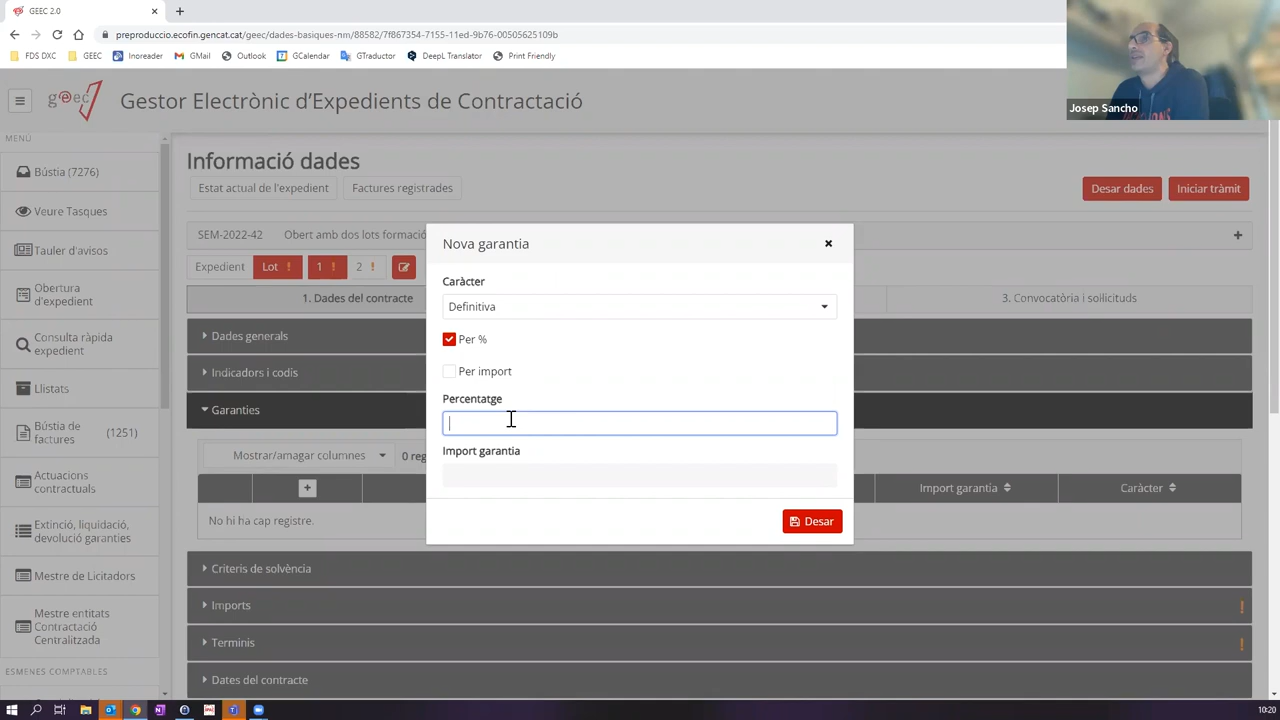 GEEC 2.0
preproduccio.ecofin.gencat.cat/geec/dades-basiques-nm/88582/7f867354-7155-11ed-9b76-00505625109b
FDS DXC GEEC Inoreader GMail Outlook GCalendar GTraductor DeepL Translator Print Friendly
Josep Sancho
geec Gestor Electrònic d'Expedients de Contractació
MENÚ
Bústia (7276)
Veure Tasques
Tauler d'avisos
Obertura
d'expedient
Consulta ràpida
expedient
Llistats
Bústia de
factures
(1251)
Actuacions
contractuals
Extinció, liquidació,
devolució garanties
Mestre de Licitadors
Mestre entitats
Contractació
Centralitzada
ESMENES COMPTABLES
Informació dades
Estat actual de l'expedient Factures registrades Desar dades Iniciar tràmit
SEM-2022-42 Obert amb dos lots formació
Expedient Lot ! 1 ! 2 !
1. Dades del contracte 3. Convocatòria i sol·licituds
Dades generals
Indicadors i codis
Garanties
Mostrar/amagar columnes 0 reg
Import garantia Caràcter
No hi ha cap registre.
Criteris de solvència
Imports !
Terminis !
Dates del contracte
Nova garantia
Caràcter
Definitiva
Per %
Per import
Percentatge
Import garantia
Desar
10:20